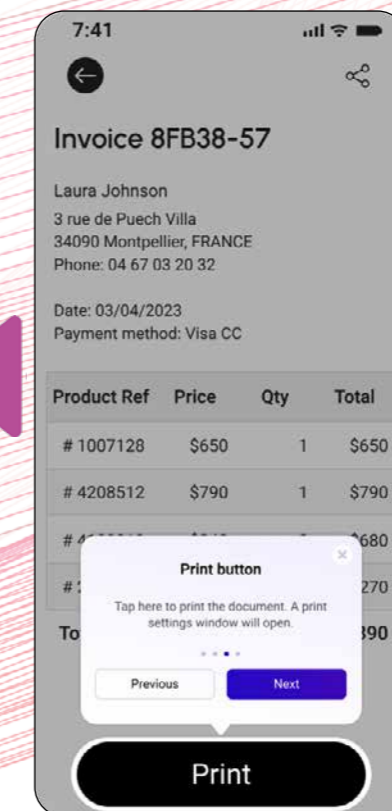 7:41
Invoice 8FB38-57
Laura Johnson
3 rue de Puech Villa
34090 Montpellier, FRANCE
Phone: 04 67 03 20 32
Date: 03/04/2023
Payment method: Visa CC
Product Ref Price Qty Total
# 1007128 $650 1 $650
# 4208512 $790 1 $790
Print button
Tap here to print the document. A print
settings window will open.
Previous Next
Print